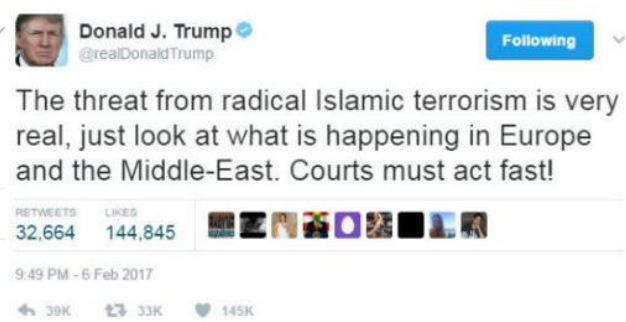 Donald J. Trump
@realDonaldTrump
Following
The threat from radical Islamic terrorism is very
real, just look at what is happening in Europe
and the Middle-East. Courts must act fast!
RETWEETS LIKES
32,664 144,845
9:49 PM - 6 Feb 2017
39K 33K 145K